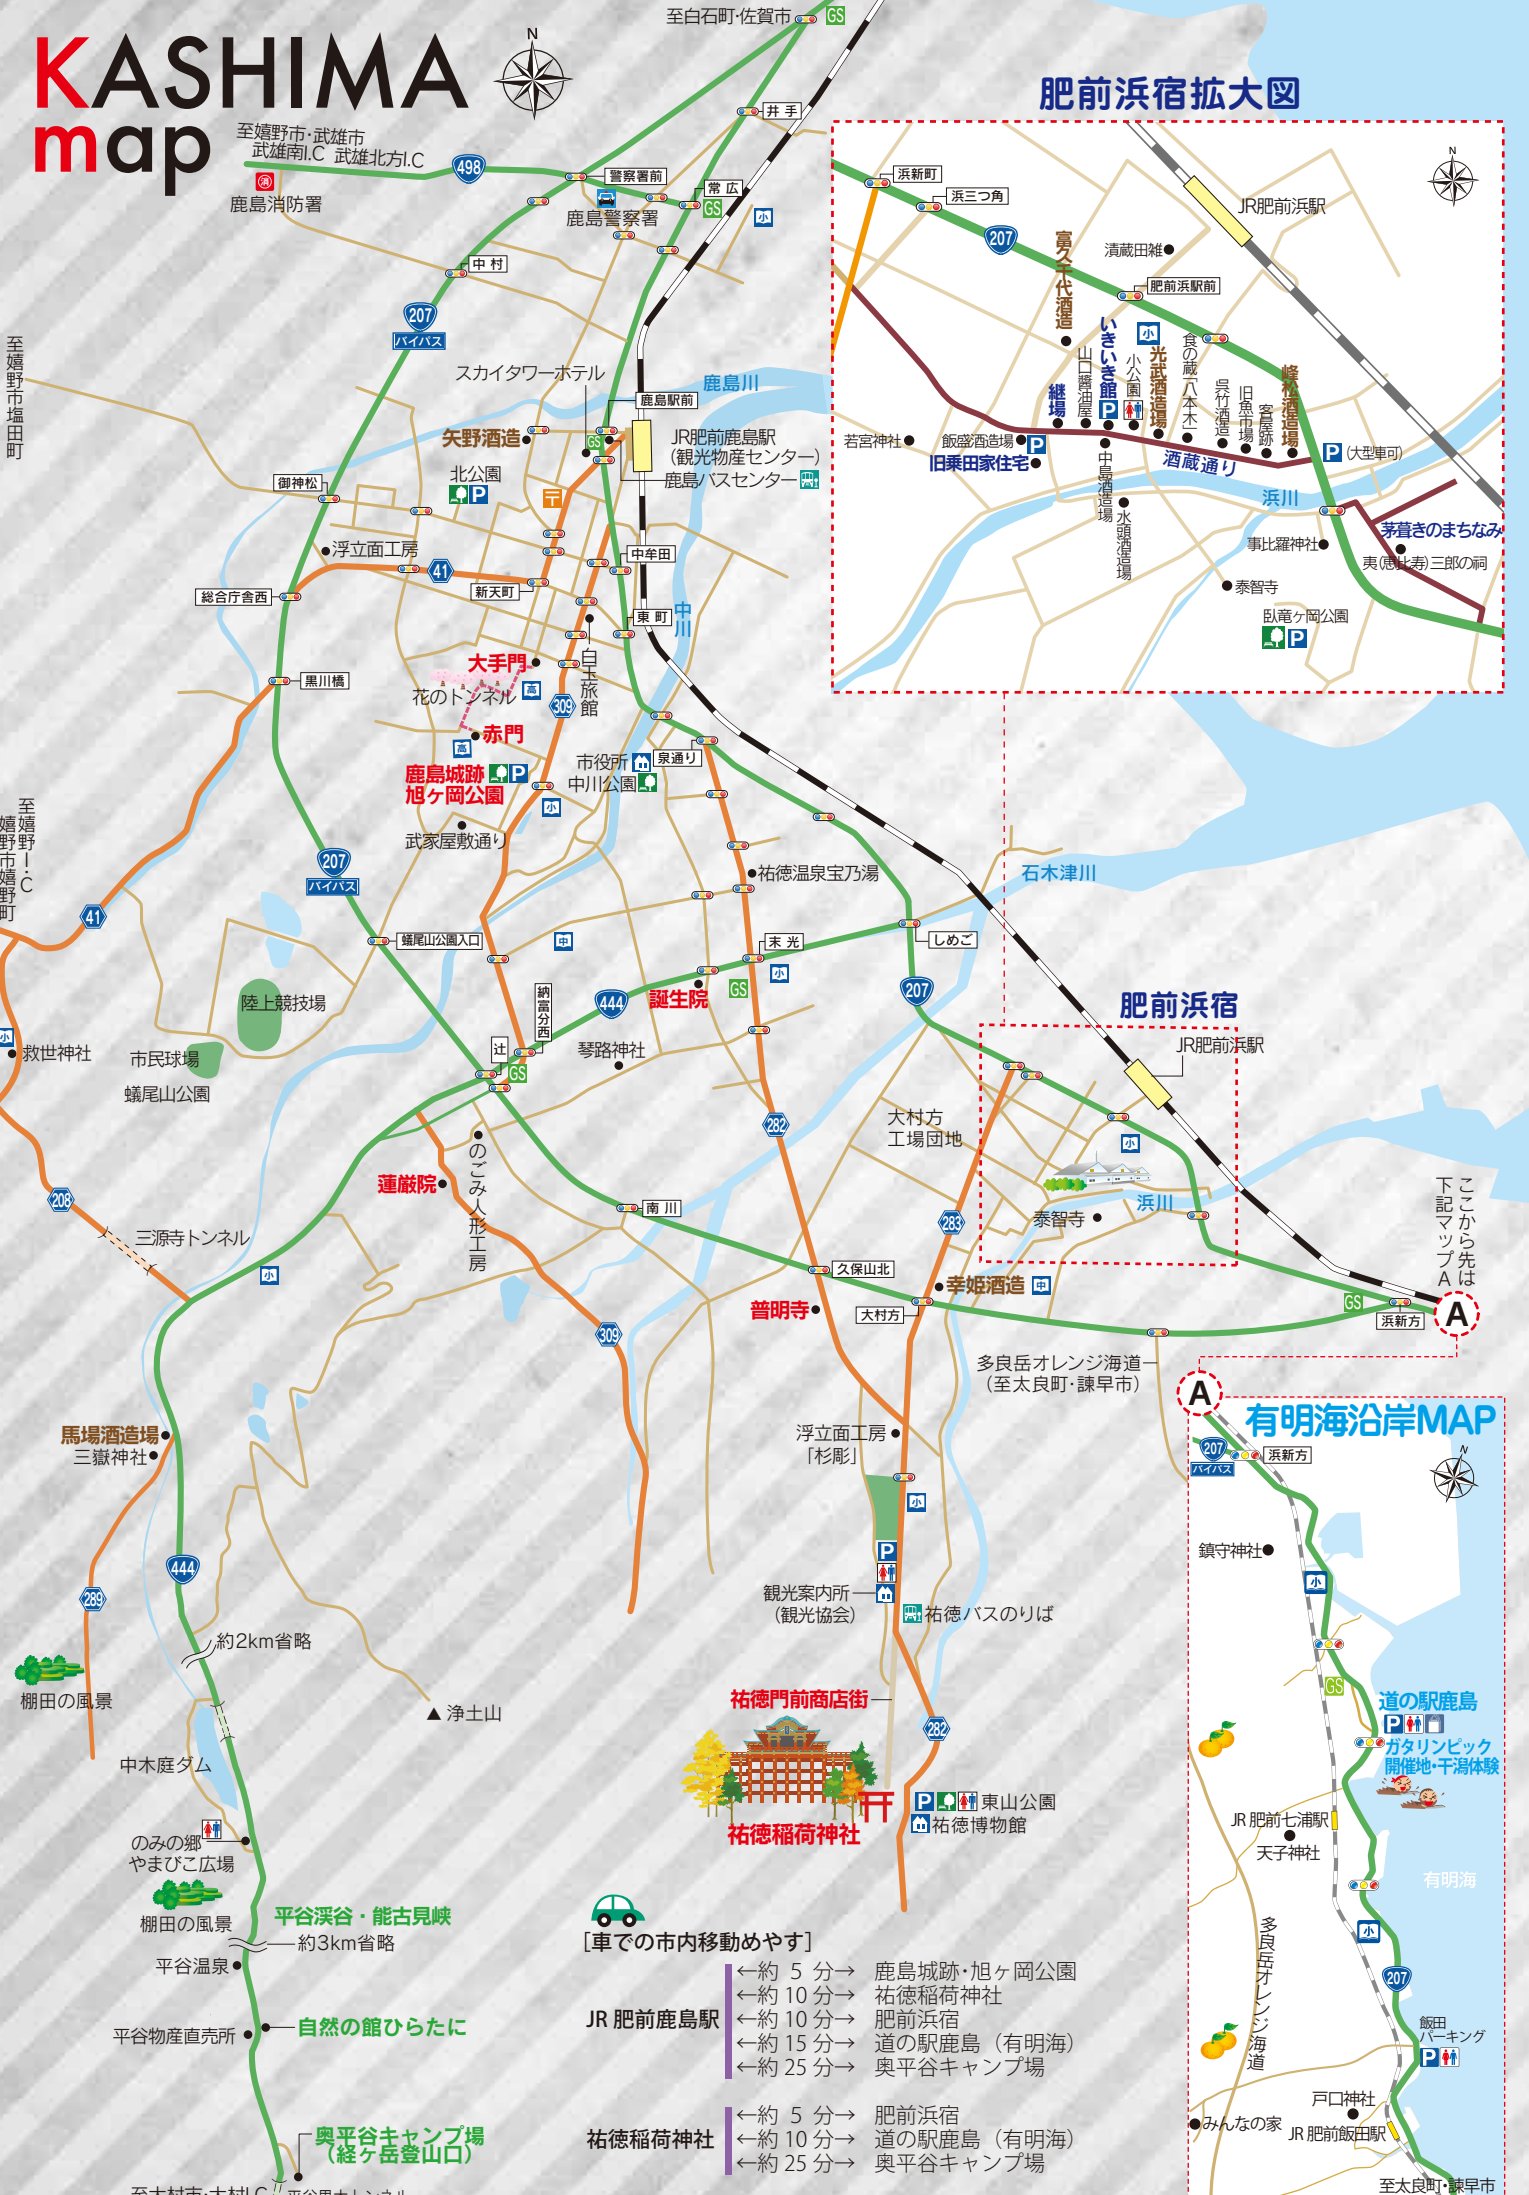 KASHIMA
map
N
至白石町・佐賀市
GS
井手
至嬉野市・武雄市
武雄南I.C 武雄北方I.C
498
警察署前
常広
GS
鹿島消防署
鹿島警察署
小
中村
207
バイパス
至嬉野市塩田町
スカイタワーホテル
鹿島川
鹿島駅前
矢野酒造
GS
JR肥前鹿島駅
(観光物産センター)
鹿島バスセンター
北公園
P
御神松
浮立面工房
41
中牟田
新天町
総合庁舎西
東町
中川
大手門
白玉旅館
黒川橋
花のトンネル
高
309
赤門
高
市役所
泉通り
中川公園
鹿島城跡
旭ヶ岡公園
P
小
武家屋敷通り
至嬉野I・C
嬉野市嬉野町
207
バイパス
祐徳温泉宝乃湯
石木津川
41
蟻尾山公園入口
中
末光
しめご
小
陸上競技場
納富分西
444
誕生院
GS
207
肥前浜宿
小
救世神社
市民球場
辻
GS
琴路神社
JR肥前浜駅
蟻尾山公園
282
大村方
工場団地
小
のごみ人形工房
蓮厳院
208
南川
283
泰智寺
浜川
ここから先は
下記マップA
三源寺トンネル
小
久保山北
幸姫酒造
中
普明寺
大村方
GS
浜新方
A
309
多良岳オレンジ海道
(至太良町・諫早市)
馬場酒造場
三嶽神社
浮立面工房
「杉彫」
小
444
289
P
観光案内所
(観光協会)
祐徳バスのりば
約2km省略
棚田の風景
浄土山
祐徳門前商店街
282
中木庭ダム
祐徳稲荷神社
P
東山公園
祐徳博物館
のみの郷
やまびこ広場
棚田の風景
平谷渓谷・能古見峡
約3km省略
平谷温泉
自然の館ひらたに
平谷物産直売所
奥平谷キャンプ場
(経ヶ岳登山口)
[車での市内移動めやす]
JR 肥前鹿島駅
←約 5 分→ 鹿島城跡・旭ヶ岡公園
←約 10 分→ 祐徳稲荷神社
←約 10 分→ 肥前浜宿
←約 15 分→ 道の駅鹿島(有明海)
←約 25 分→ 奥平谷キャンプ場
祐徳稲荷神社
←約 5 分→ 肥前浜宿
←約 10 分→ 道の駅鹿島(有明海)
←約 25 分→ 奥平谷キャンプ場
肥前浜宿拡大図
N
浜新町
浜三つ角
JR肥前浜駅
207
漬蔵田雑
富久千代酒造
肥前浜駅前
小
いきいき館
山口醬油屋
小公園
光武酒造場
食の蔵「八本木」
呉竹酒造
旧魚市場
客屋跡
峰松酒造場
継場
P
若宮神社
飯盛酒造場
P
旧乗田家住宅
中島酒造場
水頭酒造場
酒蔵通り
P
(大型車可)
浜川
茅葺きのまちなみ
事比羅神社
夷(恵比寿)三郎の祠
泰智寺
臥竜ヶ岡公園
P
A
有明海沿岸MAP
207
バイパス
浜新方
N
鎮守神社
小
GS
道の駅鹿島
P
ガタリンピック
開催地・干潟体験
JR 肥前七浦駅
天子神社
有明海
多良岳オレンジ海道
小
207
飯田
パーキング
P
戸口神社
みんなの家
JR 肥前飯田駅
至太良町・諫早市